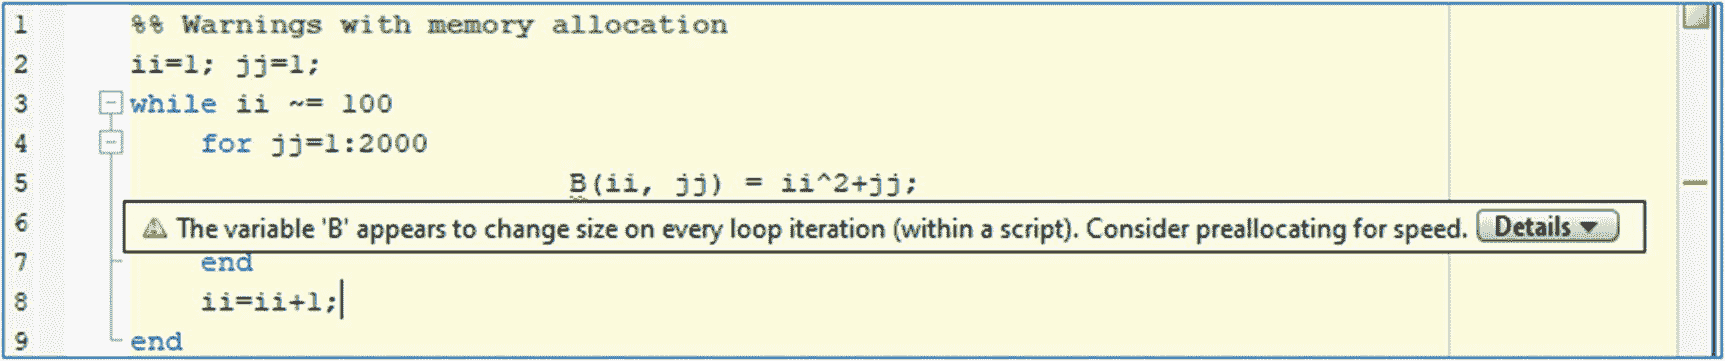 1 %% Warnings with memory allocation
2 ii=1; jj=1;
3 while ii ~= 100
4 for jj=1:2000
5 B(ii, jj) = ii^2+jj;
6 The variable 'B' appears to change size on every loop iteration (within a script). Consider preallocating for speed. Details
7 end
8 ii=ii+1;
9 end